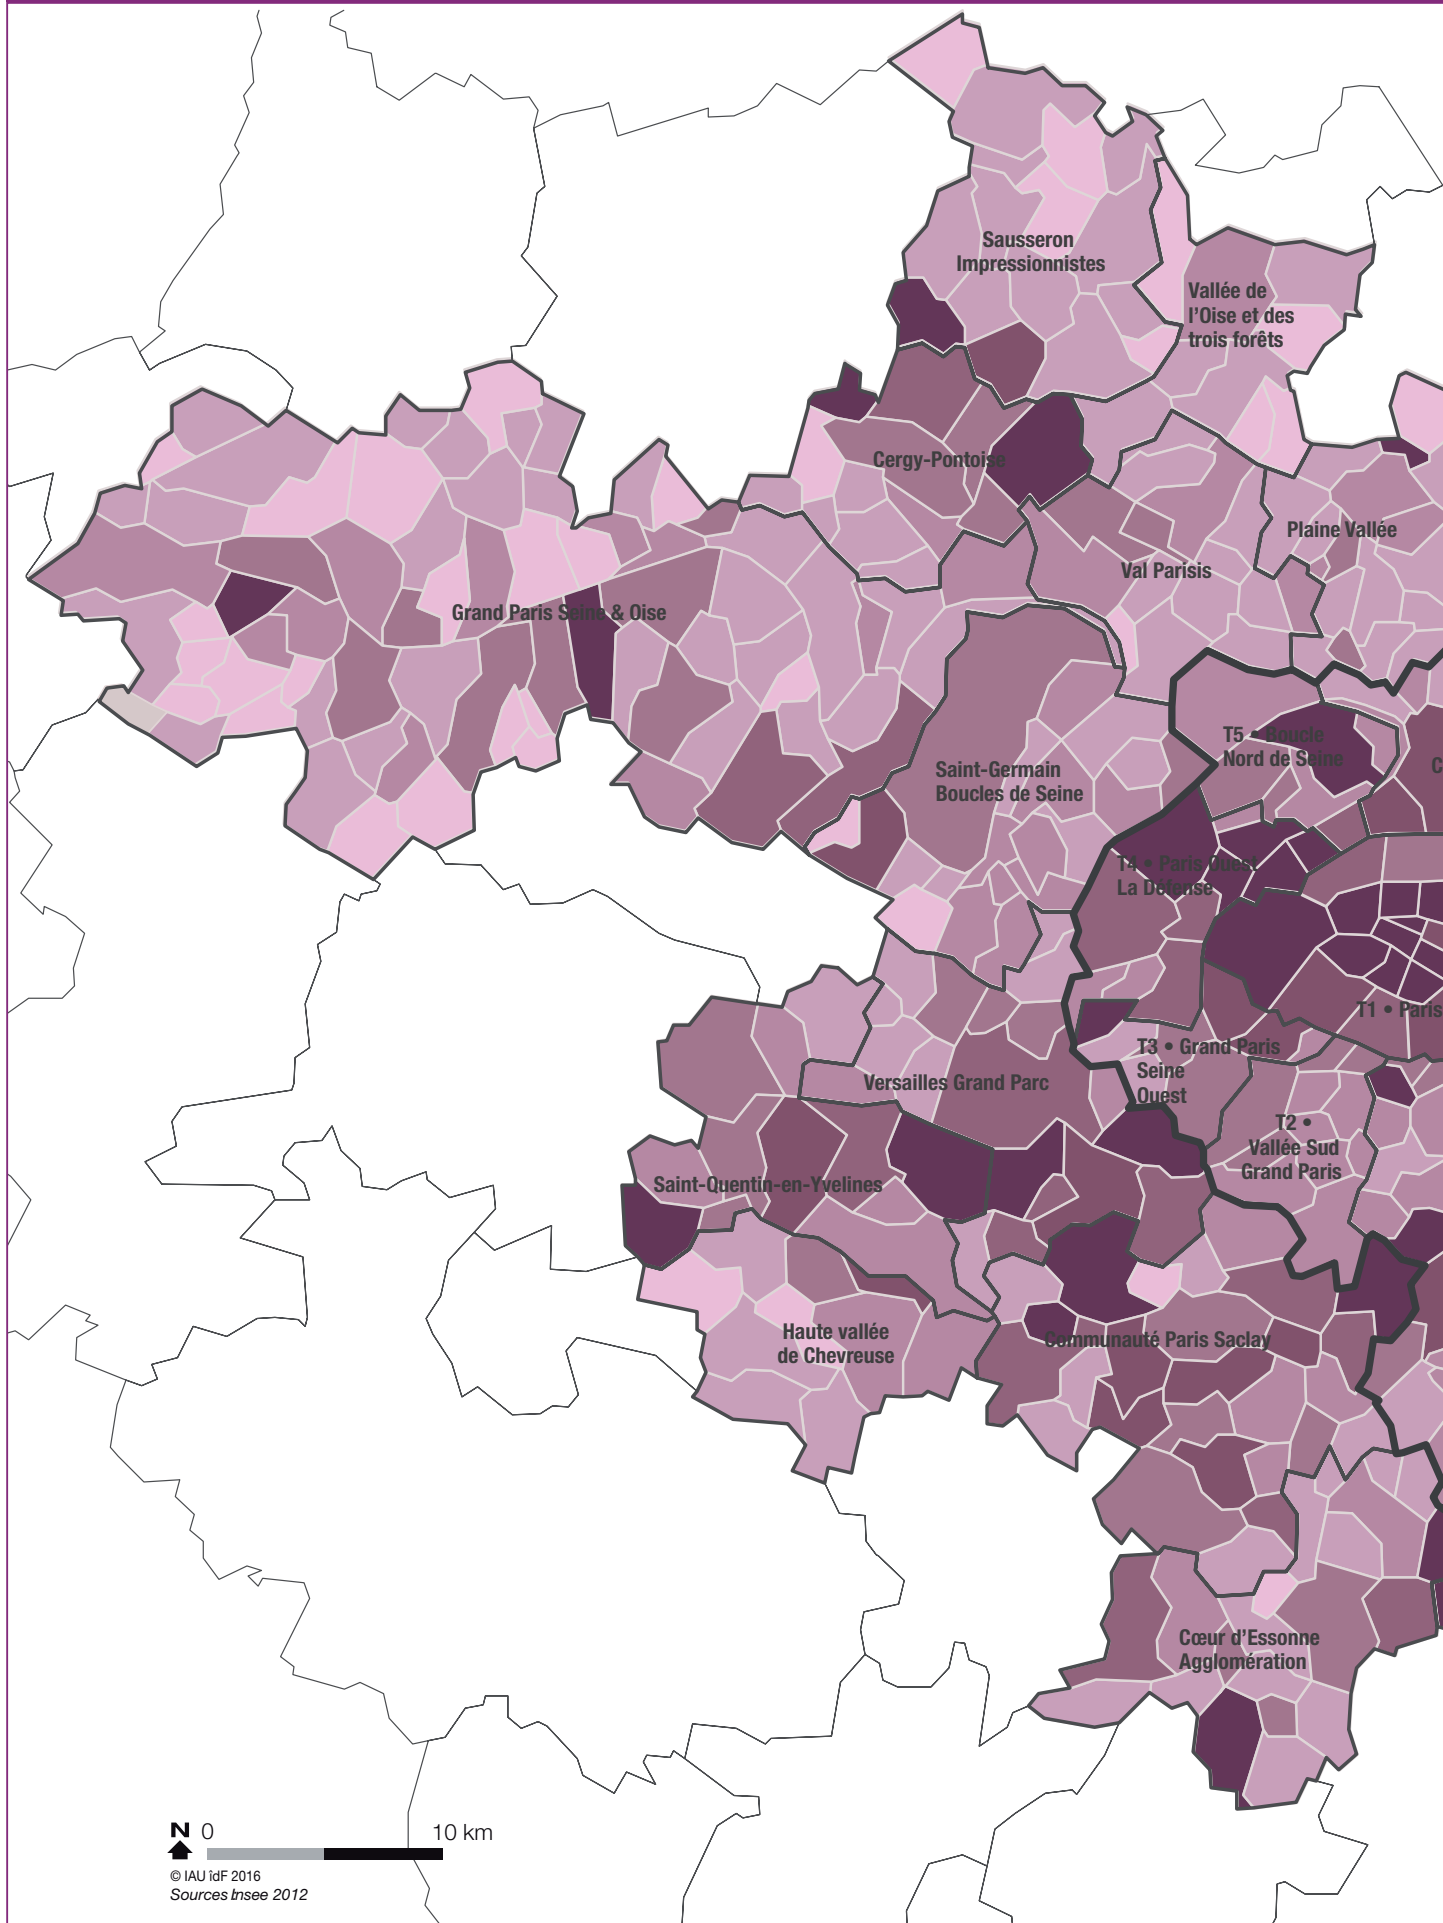 Sausseron
Impressionnistes
Vallée de
l'Oise et des
trois forêts
Cergy-Pontoise
Plaine Vallée
Val Parisis
Grand Paris Seine & Oise
T5 • Boucle
Nord de Seine
C
Saint-Germain
Boucles de Seine
T4 • Paris Ouest
La Défense
T1 • Paris
T3 • Grand Paris
Seine
Ouest
Versailles Grand Parc
T2 •
Vallée Sud
Grand Paris
Saint-Quentin-en-Yvelines
Haute vallée
de Chevreuse
Communauté Paris Saclay
Cœur d'Essonne
Agglomération
N 0 10 km
© IAU îdF 2016
Sources Insee 2012